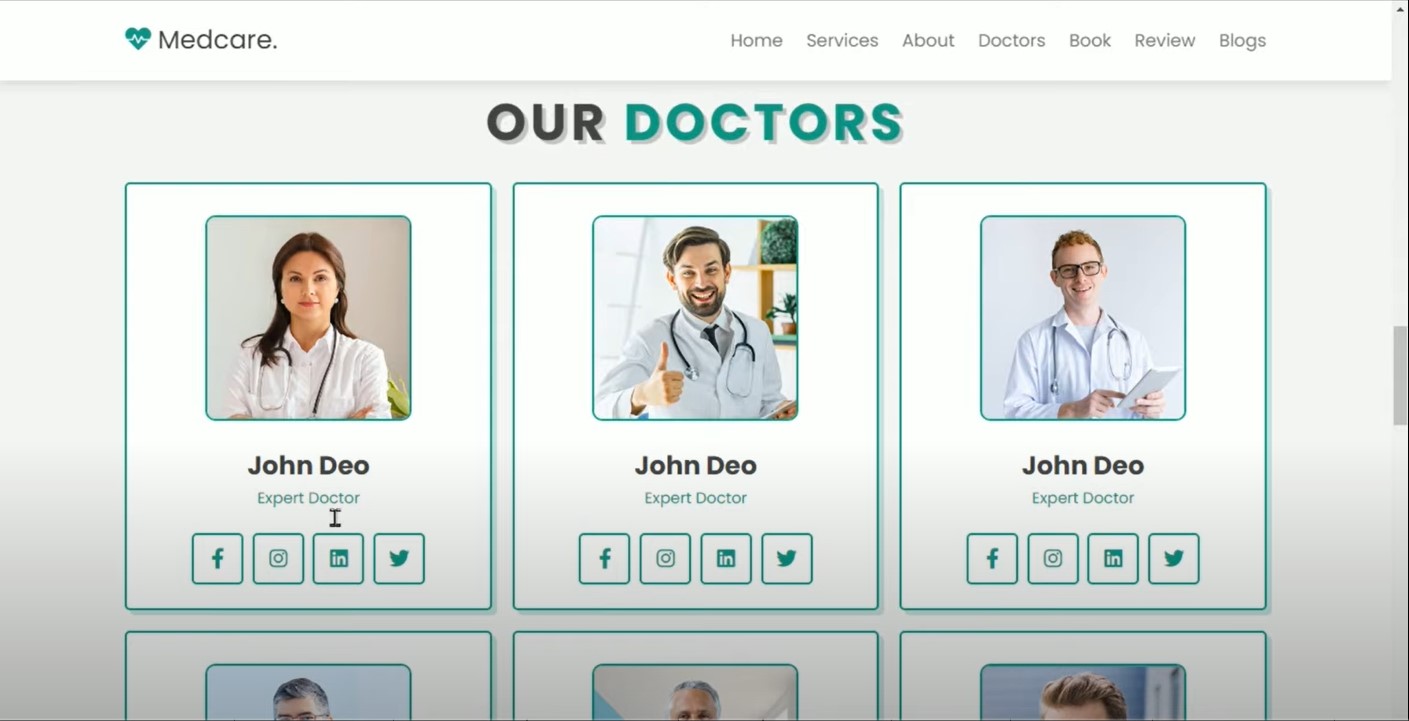 Medcare.
Home Services About Doctors Book Review Blogs
OUR DOCTORS
John Deo
Expert Doctor
John Deo
Expert Doctor
John Deo
Expert Doctor